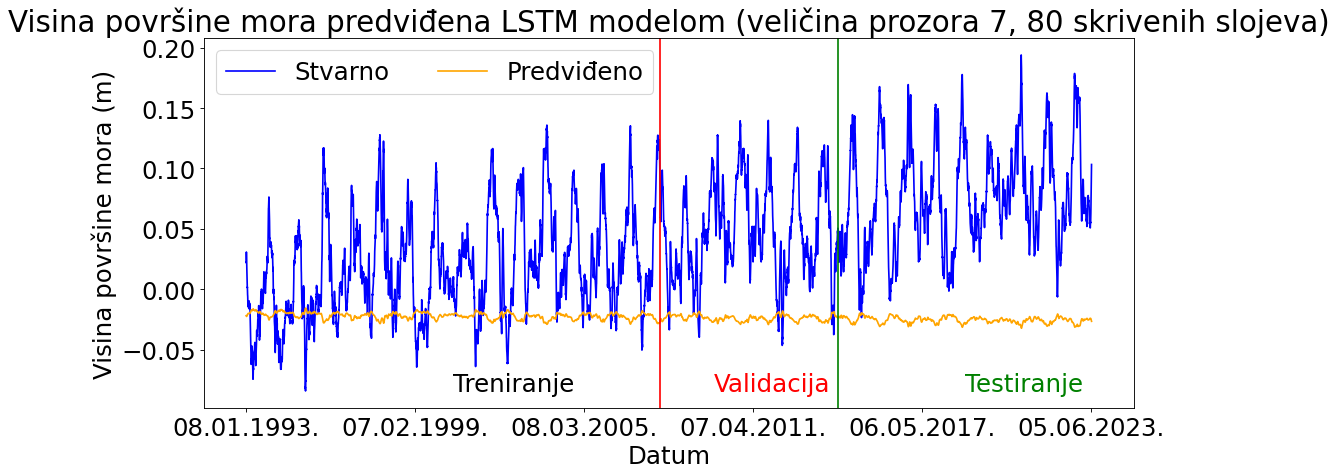 Visina površine mora predviđena LSTM modelom (veličina prozora 7, 80 skrivenih slojeva)
Stvarno
Predviđeno
Visina površine mora (m)
0.20
0.15
0.10
0.05
0.00
−0.05
Treniranje
Validacija
Testiranje
08.01.1993.
07.02.1999.
08.03.2005.
07.04.2011.
06.05.2017.
05.06.2023.
Datum